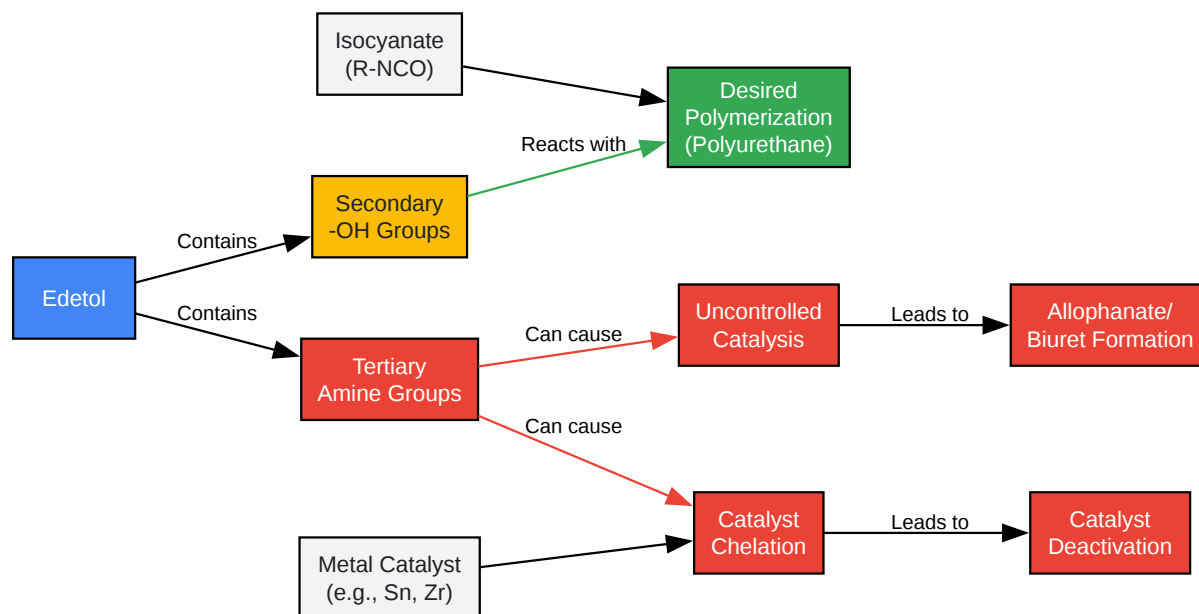 Isocyanate
(R-NCO)
Desired
Polymerization
(Polyurethane)
Reacts with
Secondary
-OH Groups
Contains
Edetol
Contains
Tertiary
Amine Groups
Can cause
Uncontrolled
Catalysis
Leads to
Allophanate/
Biuret Formation
Can cause
Catalyst
Chelation
Leads to
Catalyst
Deactivation
Metal Catalyst
(e.g., Sn, Zr)